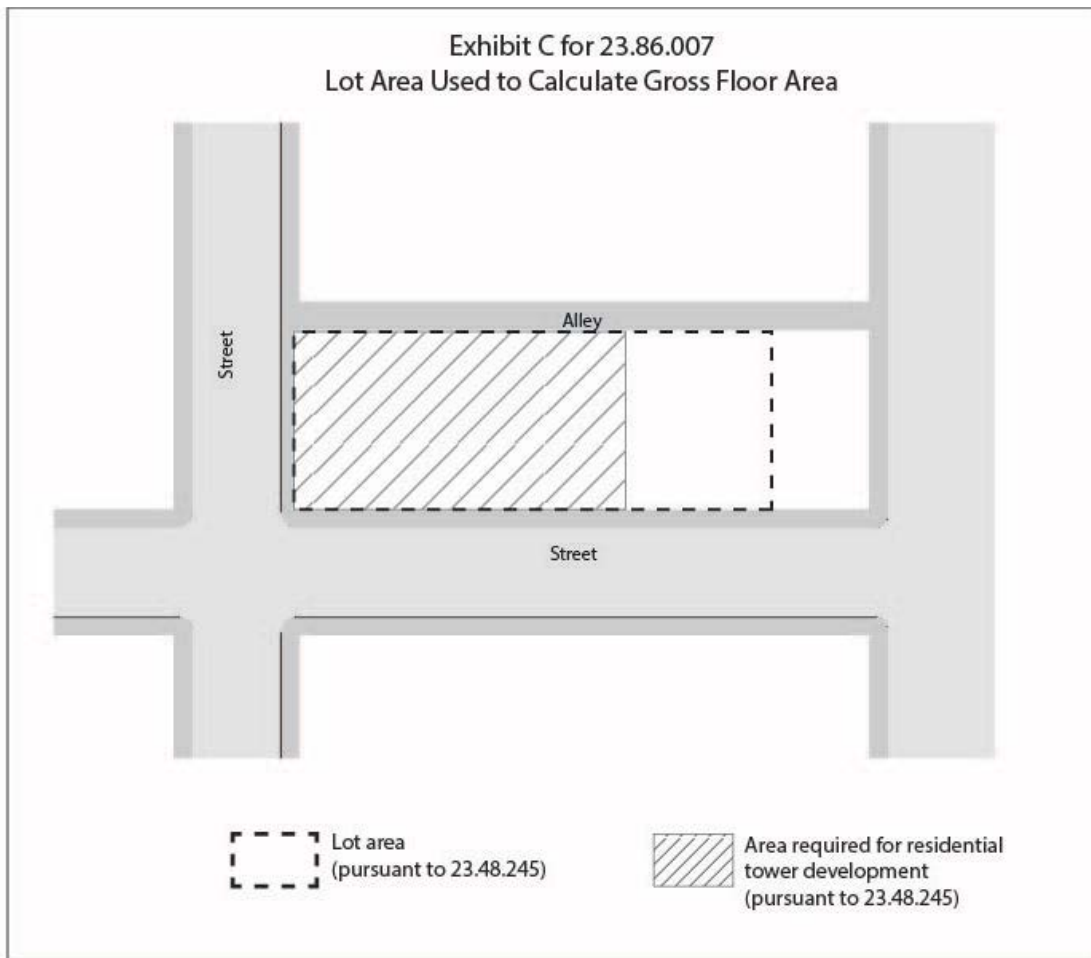 Exhibit C for 23.86.007
Lot Area Used to Calculate Gross Floor Area
Alley
Street
Street
Lot area
(pursuant to 23.48.245)
Area required for residential
tower development
(pursuant to 23.48.245)